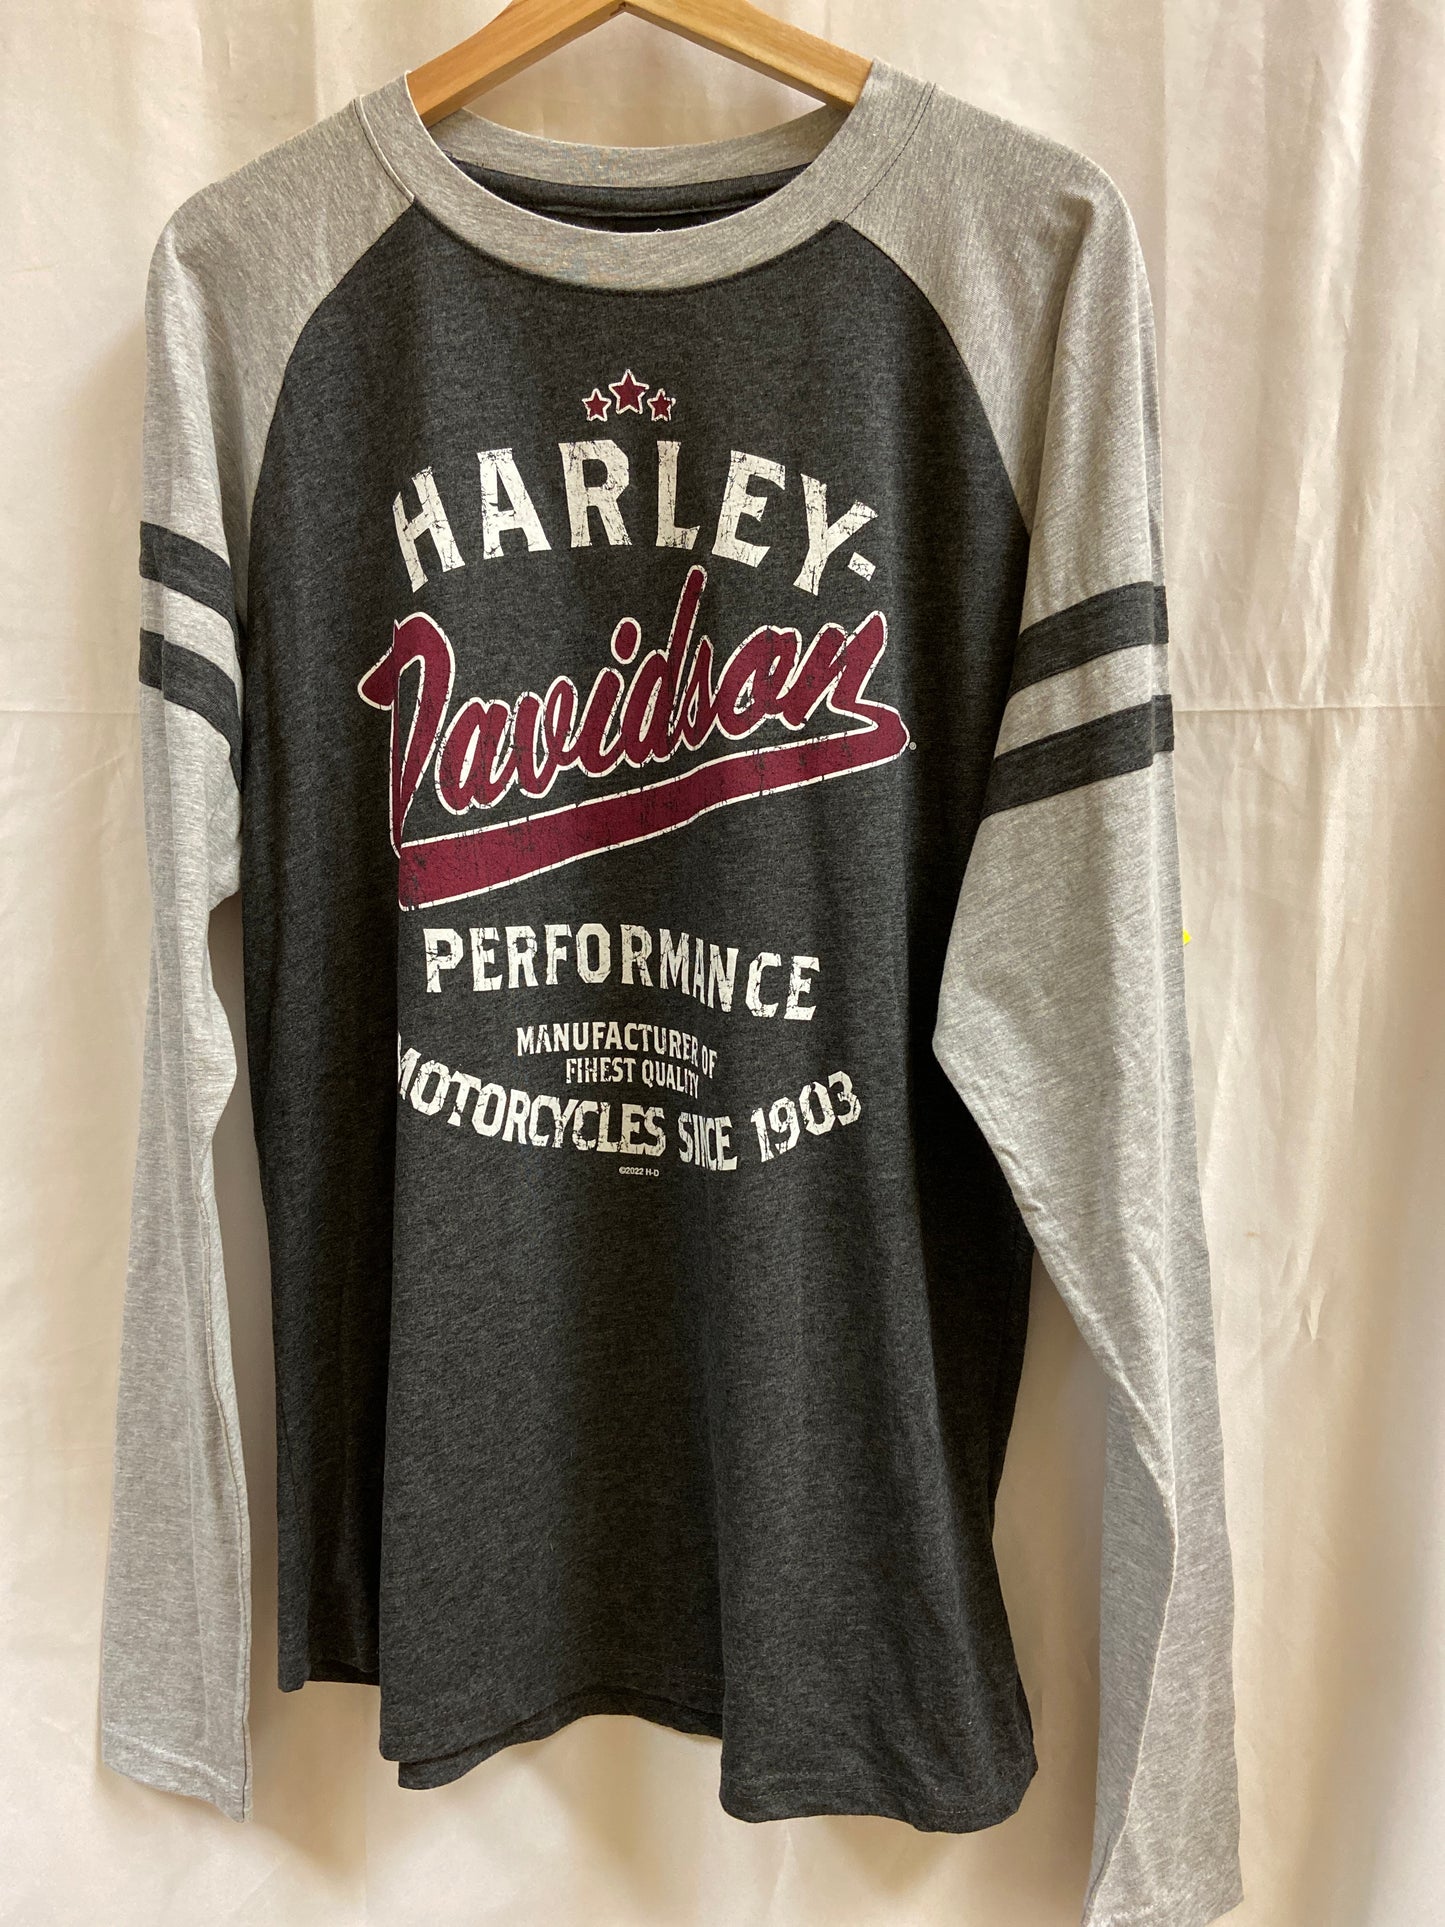 HARLEY-
Davidson
®
PERFORMANCE
MANUFACTURER OF
FINEST QUALITY
MOTORCYCLES SINCE 1903
©2022 H-D